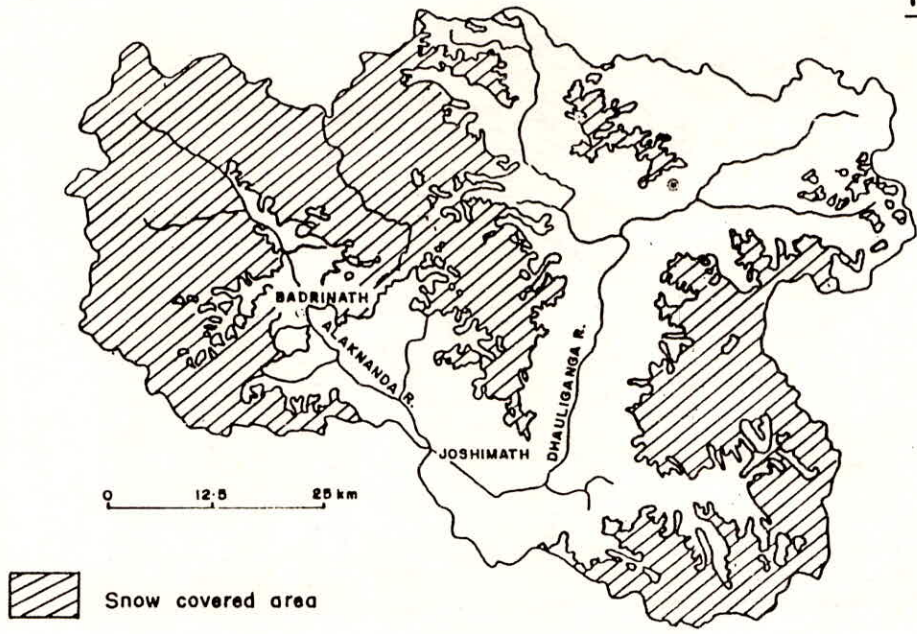 BADRINATH
ALAKNANDA R.
DHAULIGANGA R.
JOSHIMATH
0 12·5 25 km
Snow covered area